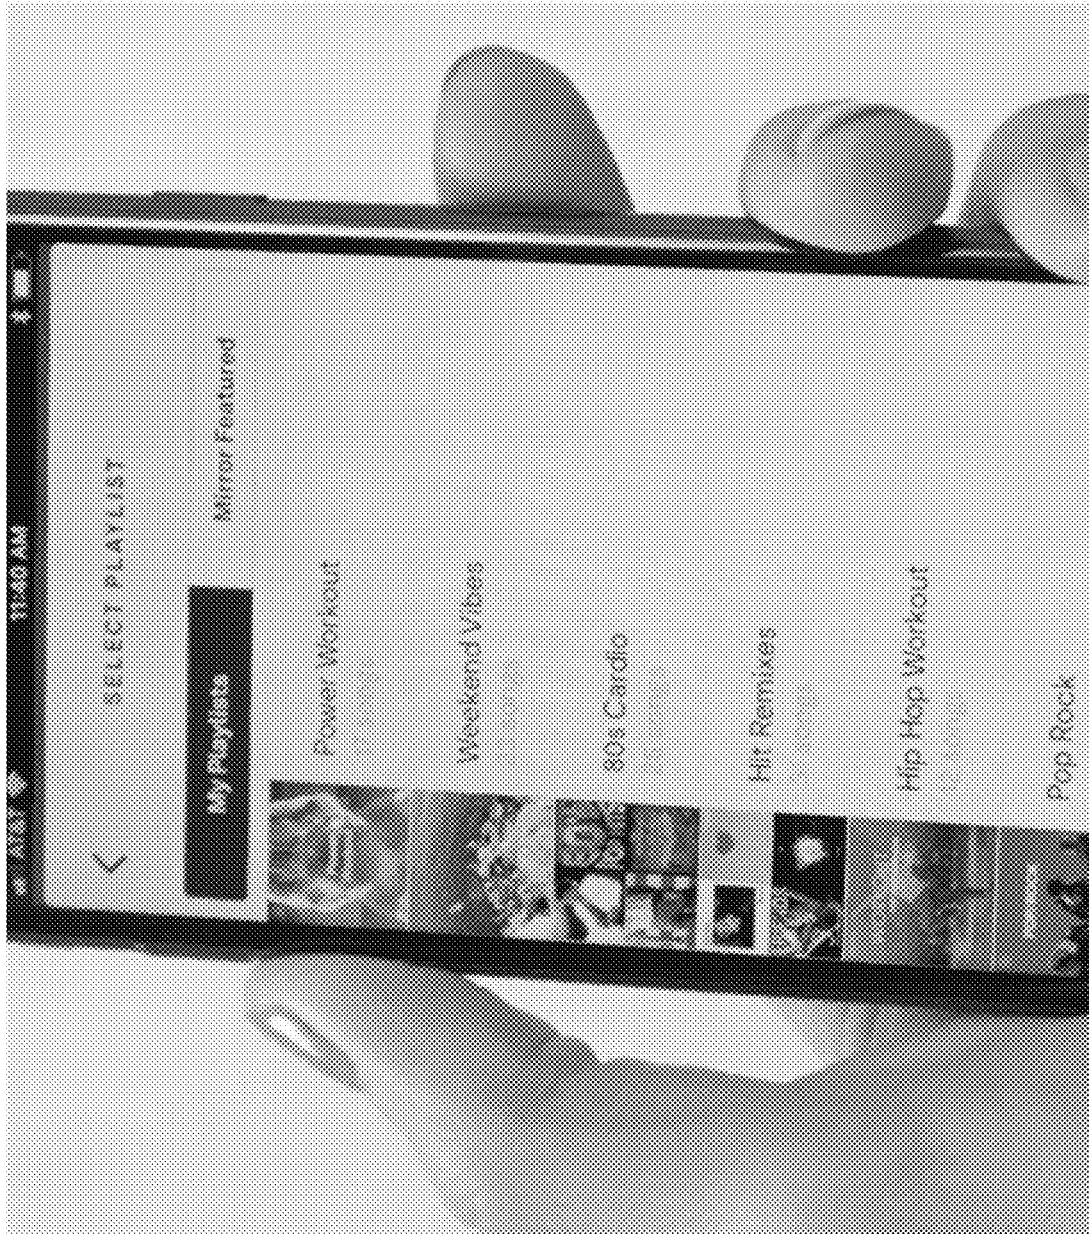 AT&T 11:40 AM
SELECT PLAYLIST
My Playlists Mirror Featured
Power Workout
Weekend Vibes
80s Cardio
Hit Remixes
Hip Hop Workout
Pop Rock